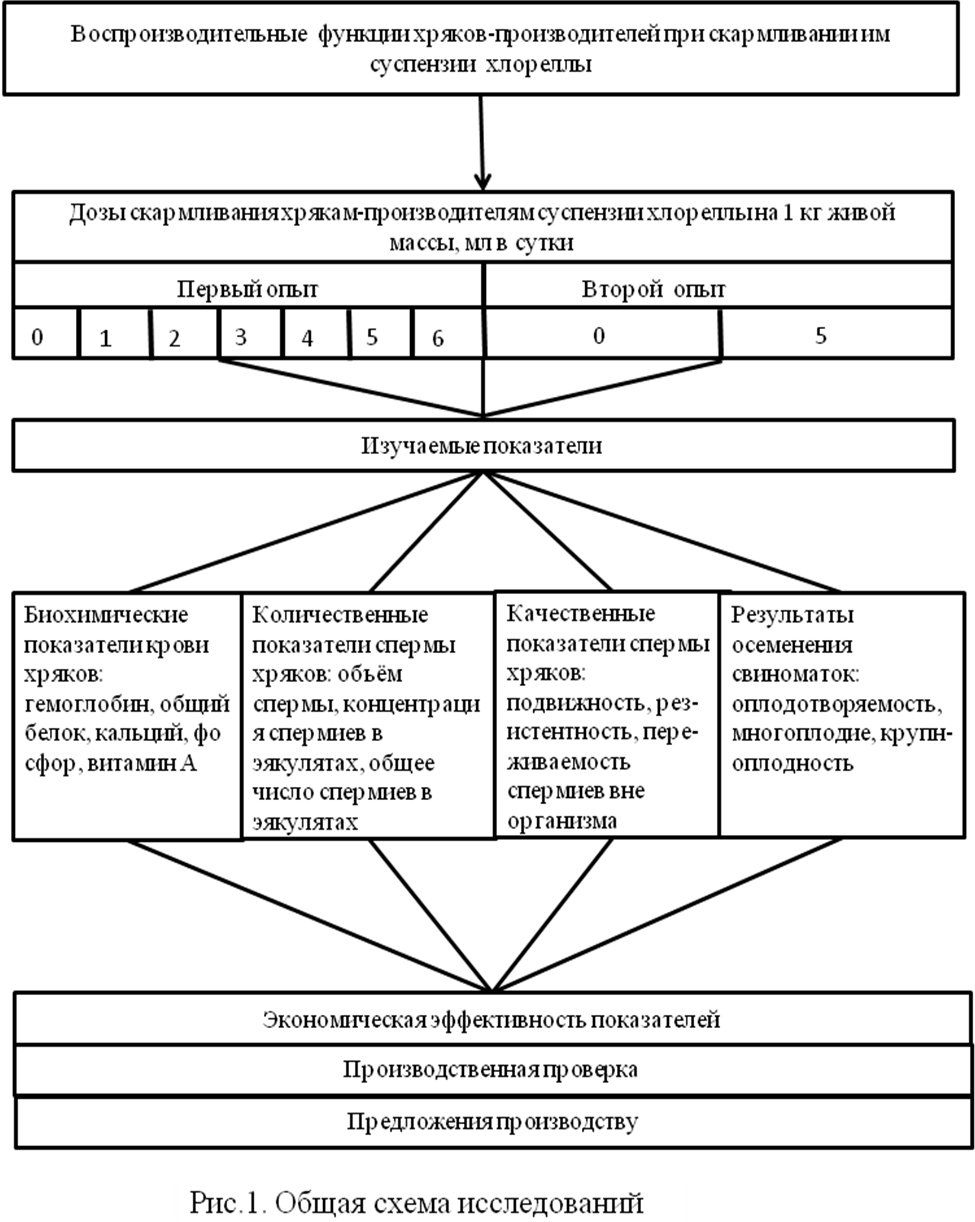 Воспроизводительные функции хряков-производителей при скармливании им
суспензии хлореллы
Дозы скармливания хрякам-производителям суспензии хлореллы на 1 кг живой
массы, мл в сутки
Первый опыт
Второй опыт
0 1 2 3 4 5 6 0 5
Изучаемые показатели
Биохимические
показатели крови
хряков:
гемоглобин, общий
белок, кальций, фо
сфор, витамин А
Количественные
показатели спермы
хряков: объём
спермы, концентраци
я спермиев в
эякулятах, общее
число спермиев в
эякулятах
Качественные
показатели спермы
хряков:
подвижность, рез-
истентность, пере-
живаемость
спермиев вне
организма
Результаты
осеменения
свиноматок:
оплодотворяемость,
многоплодие, крупн-
оплодность
Экономическая эффективность показателей
Производственная проверка
Предложения производству
Рис.1. Общая схема исследований